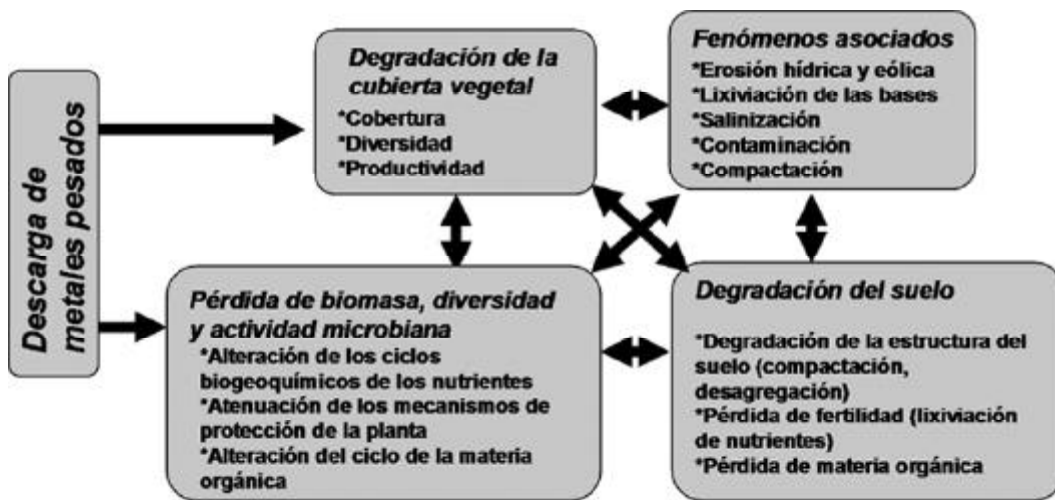 Descarga de
metales pesados
Degradación de la
cubierta vegetal
*Cobertura
*Diversidad
*Productividad
Fenómenos asociados
*Erosión hídrica y eólica
*Lixiviación de las bases
*Salinización
*Contaminación
*Compactación
Pérdida de biomasa, diversidad
y actividad microbiana
*Alteración de los ciclos
biogeoquímicos de los nutrientes
*Atenuación de los mecanismos de
protección de la planta
*Alteración del ciclo de la materia
orgánica
Degradación del suelo
*Degradación de la estructura del
suelo (compactación,
desagregación)
*Pérdida de fertilidad (lixiviación
de nutrientes)
*Pérdida de materia orgánica